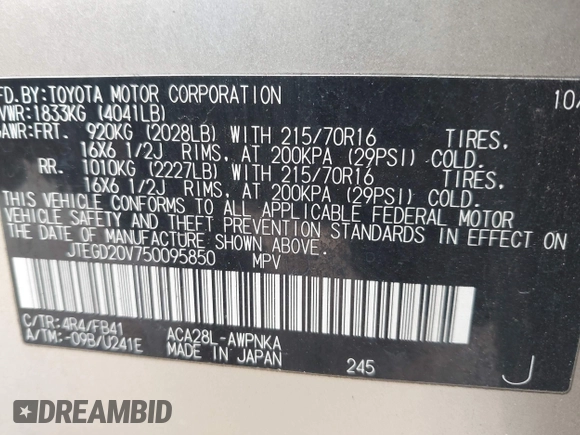 FD.BY:TOYOTA MOTOR CORPORATION 10/
VWR:1833KG (4041LB)
AWR:FRT. 920KG (2028LB) WITH 215/70R16 TIRES,
16X6 1/2J RIMS, AT 200KPA (29PSI) COLD.
RR. 1010KG (2227LB) WITH 215/70R16 TIRES,
16X6 1/2J RIMS, AT 200KPA (29PSI) COLD.
THIS VEHICLE CONFORMS TO ALL APPLICABLE FEDERAL MOTOR
VEHICLE SAFETY AND THEFT PREVENTION STANDARDS IN EFFECT ON
THE DATE OF MANUFACTURE SHOWN ABOVE.
JTEGD20V750095850 MPV
C/TR:4R4/FB41 ACA28L-AWPNKA
A/TM:-09B/U241E MADE IN JAPAN 245 J
DREAMBID